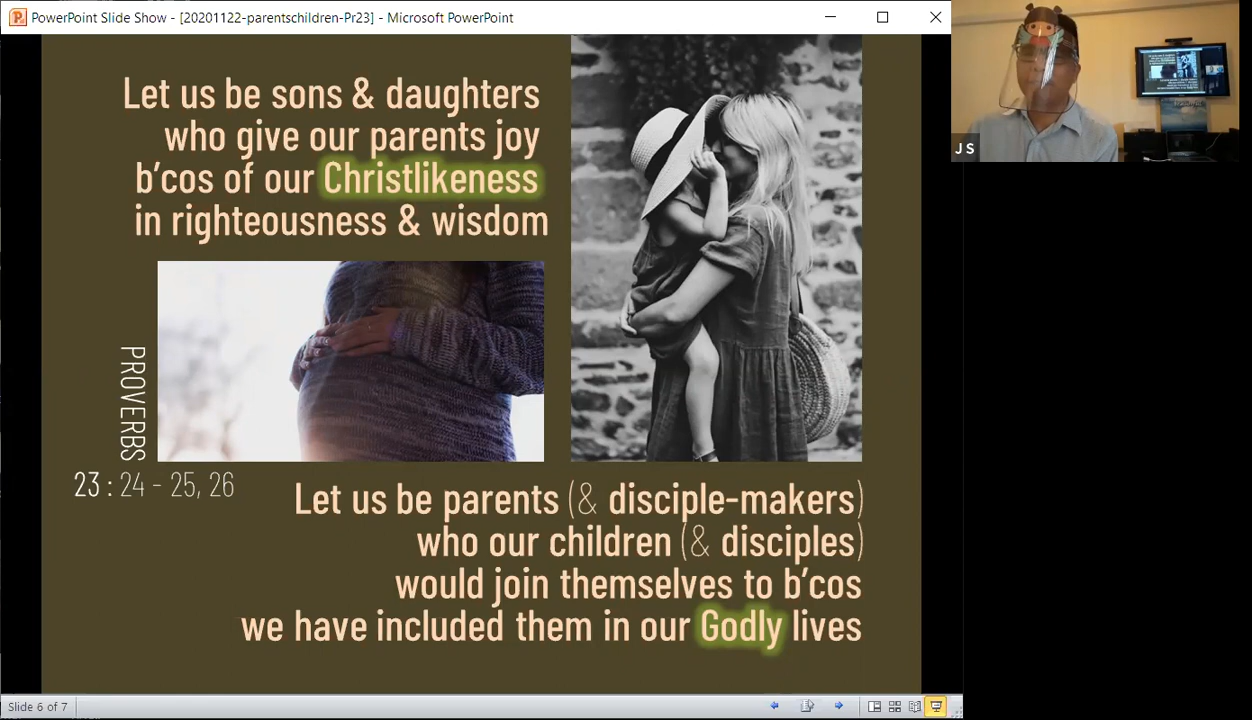 PowerPoint Slide Show - [20201122-parentschildren-Pr23] - Microsoft PowerPoint
Let us be sons & daughters
who give our parents joy
b'cos of our Christlikeness
in righteousness & wisdom
PROVERBS
23 : 24 - 25, 26
Let us be parents (& disciple-makers)
who our children (& disciples)
would join themselves to b'cos
we have included them in our Godly lives
J S
Slide 6 of 7